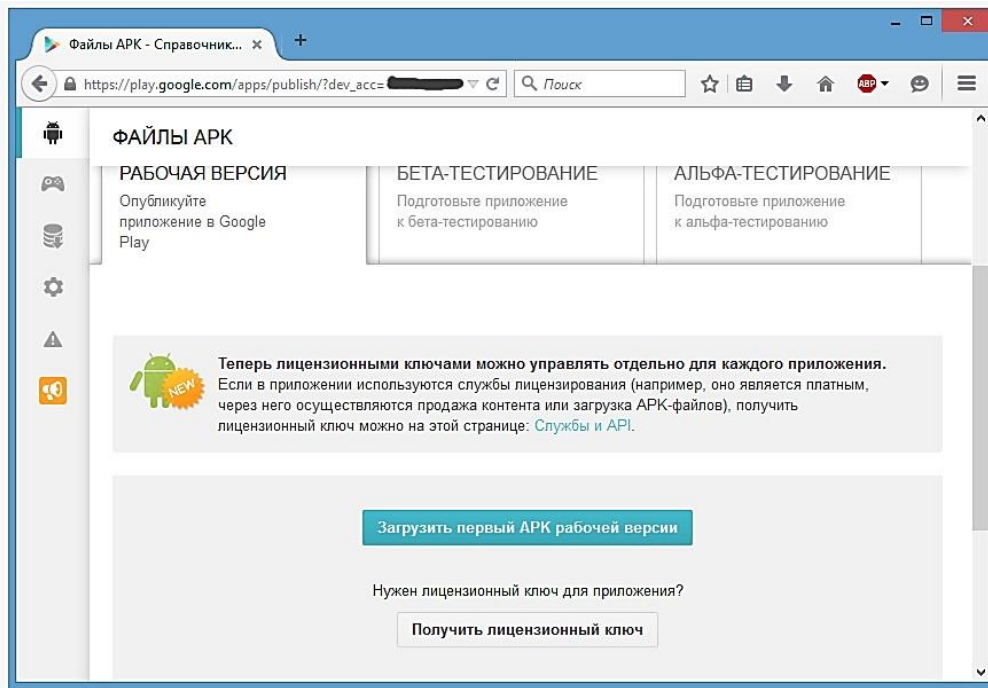 Файлы APK - Справочник...
https://play.google.com/apps/publish/?dev_acc=
Поиск
ABP
ФАЙЛЫ APK
РАБОЧАЯ ВЕРСИЯ
Опубликуйте
приложение в Google
Play
БЕТА-ТЕСТИРОВАНИЕ
Подготовьте приложение
к бета-тестированию
АЛЬФА-ТЕСТИРОВАНИЕ
Подготовьте приложение
к альфа-тестированию
NEW
Теперь лицензионными ключами можно управлять отдельно для каждого приложения.
Если в приложении используются службы лицензирования (например, оно является платным,
через него осуществляются продажа контента или загрузка APK-файлов), получить
лицензионный ключ можно на этой странице: Службы и API.
Загрузить первый APK рабочей версии
Нужен лицензионный ключ для приложения?
Получить лицензионный ключ